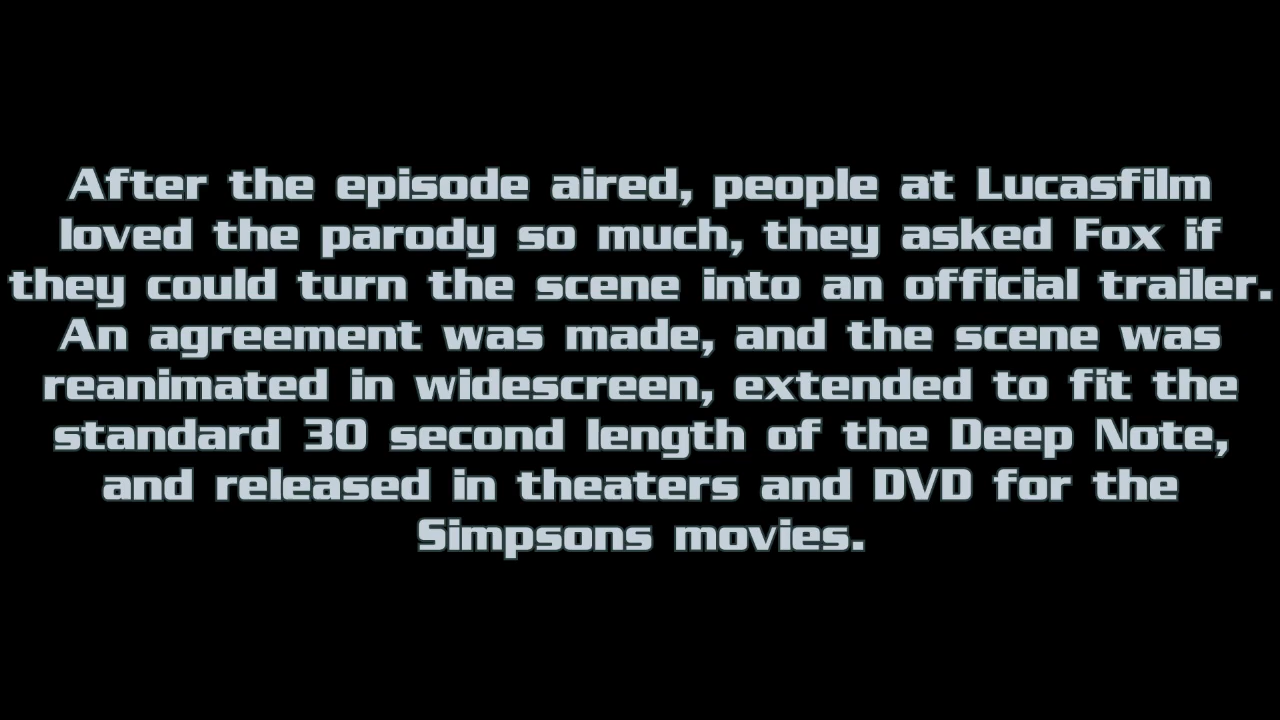 After the episode aired, people at Lucasfilm
loved the parody so much, they asked Fox if
they could turn the scene into an official trailer.
An agreement was made, and the scene was
reanimated in widescreen, extended to fit the
standard 30 second length of the Deep Note,
and released in theaters and DVD for the
Simpsons movies.